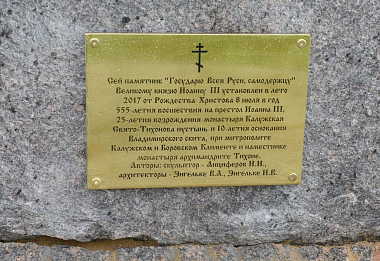 Сей памятник "Государю Всея Руси, самодержцу"
Великому князю Иоанну III установлен в лето
2017 от Рождества Христова 8 июля в год
555-летия восшествия на престол Иоанна III,
25-летия возрождения монастыря Калужская
Свято-Тихонова пустынь и 10-летия основания
Владимирского скита, при митрополите
Калужском и Боровском Клименте и наместнике
монастыря архимандрите Тихоне.
Авторы: скульптор - Анциферов Н.Н.,
архитекторы - Энгельке В.А., Энгельке Н.В.